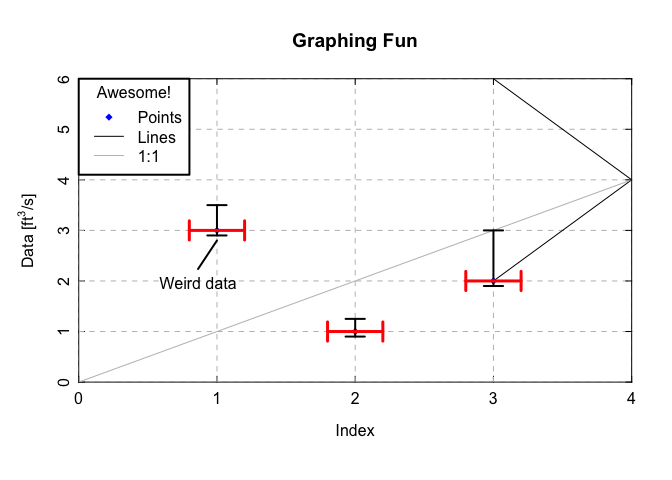 Graphing Fun
Awesome!
Points
Lines
1:1
Weird data
Data [ft³/s]
0
1
2
3
4
5
6
0 1 2 3 4
Index